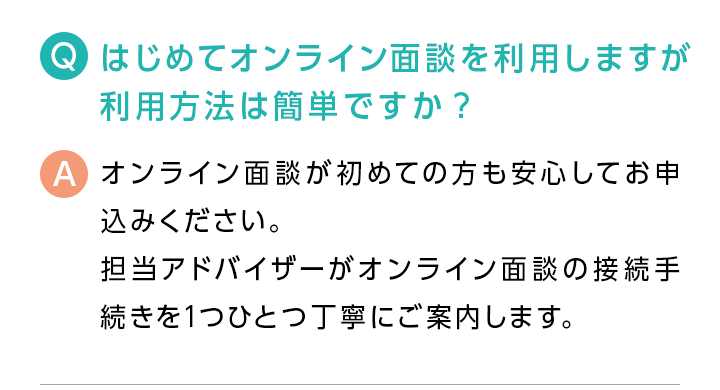 Q はじめてオンライン面談を利用しますが
利用方法は簡単ですか？
A オンライン面談が初めての方も安心してお申
込みください。
担当アドバイザーがオンライン面談の接続手
続きを1つひとつ丁寧にご案内します。